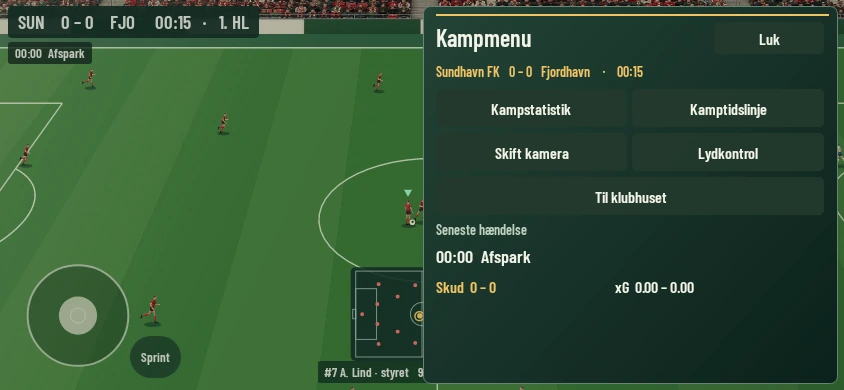 SUN 0 – 0 FJO 00:15 · 1. HL
00:00 Afspark
Kampmenu
Luk
Sundhavn FK 0 – 0 Fjordhavn · 00:15
Kampstatistik
Kamptidslinje
Skift kamera
Lydkontrol
Til klubhuset
Seneste hændelse
00:00 Afspark
Skud 0 – 0
xG 0.00 – 0.00
Sprint
#7 A. Lind · styret 9